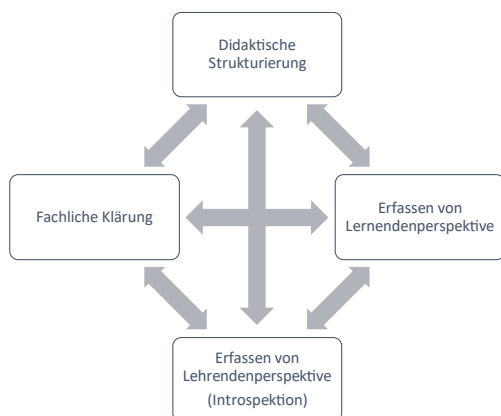 Didaktische
Strukturierung
Fachliche Klärung
Erfassen von
Lernendenperspektive
Erfassen von
Lehrendenperspektive
(Introspektion)